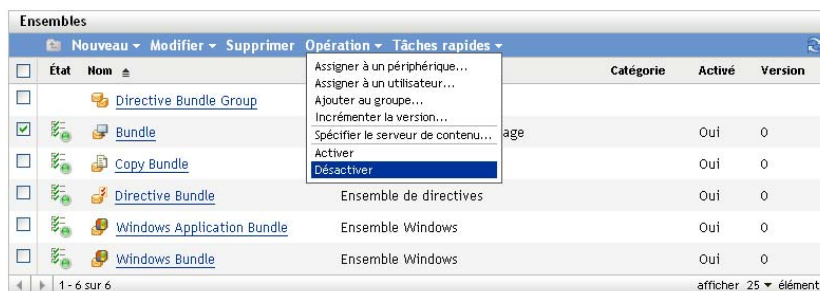 Ensembles
Nouveau Modifier Supprimer Opération Tâches rapides
État Nom Catégorie Activé Version
Assigner à un périphérique...
Assigner à un utilisateur...
Ajouter au groupe...
Incrémenter la version...
Spécifier le serveur de contenu...
Activer
Désactiver
Directive Bundle Group
Bundle age Oui 0
Copy Bundle Oui 0
Directive Bundle Ensemble de directives Oui 0
Windows Application Bundle Ensemble Windows Oui 0
Windows Bundle Ensemble Windows Oui 0
1 - 6 sur 6 afficher 25 élément